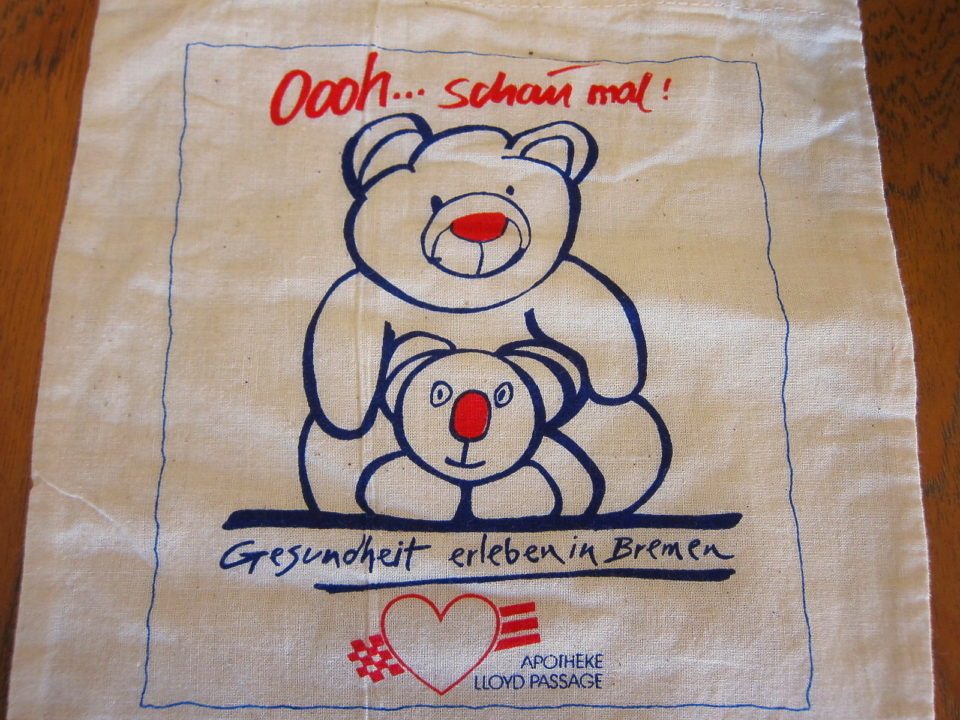 Oooh... schau mal!
Gesundheit erleben in Bremen
APOTHEKE
LLOYD PASSAGE